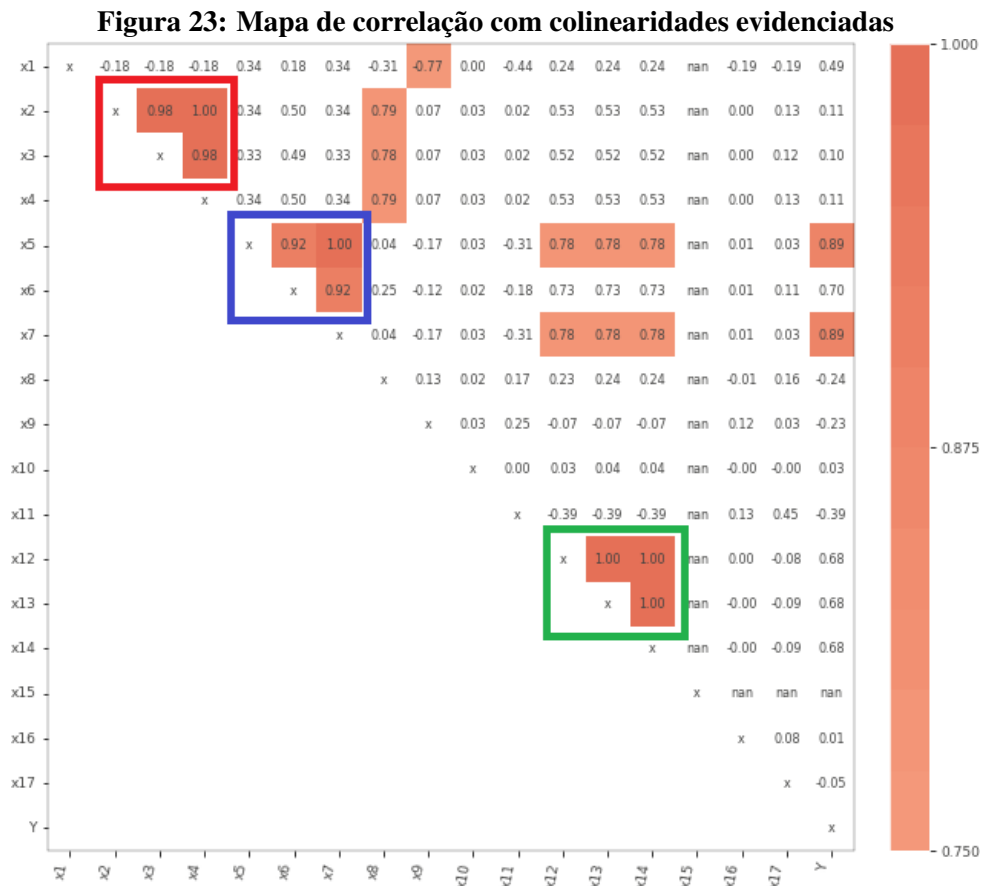 Figura 23: Mapa de correlação com colinearidades evidenciadas
x1 x -0.18 -0.18 -0.18 0.34 0.18 0.34 -0.31 -0.77 0.00 -0.44 0.24 0.24 0.24 nan -0.19 -0.19 0.49
x2 x 0.98 1.00 0.34 0.50 0.34 0.79 0.07 0.03 0.02 0.53 0.53 0.53 nan 0.00 0.13 0.11
x3 x 0.98 0.33 0.49 0.33 0.78 0.07 0.03 0.02 0.52 0.52 0.52 nan 0.00 0.12 0.10
x4 x 0.34 0.50 0.34 0.79 0.07 0.03 0.02 0.53 0.53 0.53 nan 0.00 0.13 0.11
x5 x 0.92 1.00 0.04 -0.17 0.03 -0.31 0.78 0.78 0.78 nan 0.01 0.03 0.89
x6 x 0.92 0.25 -0.12 0.02 -0.18 0.73 0.73 0.73 nan 0.01 0.11 0.70
x7 x 0.04 -0.17 0.03 -0.31 0.78 0.78 0.78 nan 0.01 0.03 0.89
x8 x 0.13 0.02 0.17 0.23 0.24 0.24 nan -0.01 0.16 -0.24
x9 x 0.03 0.25 -0.07 -0.07 -0.07 nan 0.12 0.03 -0.23
x10 x 0.00 0.03 0.04 0.04 nan -0.00 -0.00 0.03
x11 x -0.39 -0.39 -0.39 nan 0.13 0.45 -0.39
x12 x 1.00 1.00 nan 0.00 -0.08 0.68
x13 x 1.00 nan -0.00 -0.09 0.68
x14 x nan -0.00 -0.09 0.68
x15 x nan nan nan
x16 x 0.08 0.01
x17 x -0.05
Y x
x1 x2 x3 x4 x5 x6 x7 x8 x9 x10 x11 x12 x13 x14 x15 x16 x17 Y
1.000
0.875
0.750